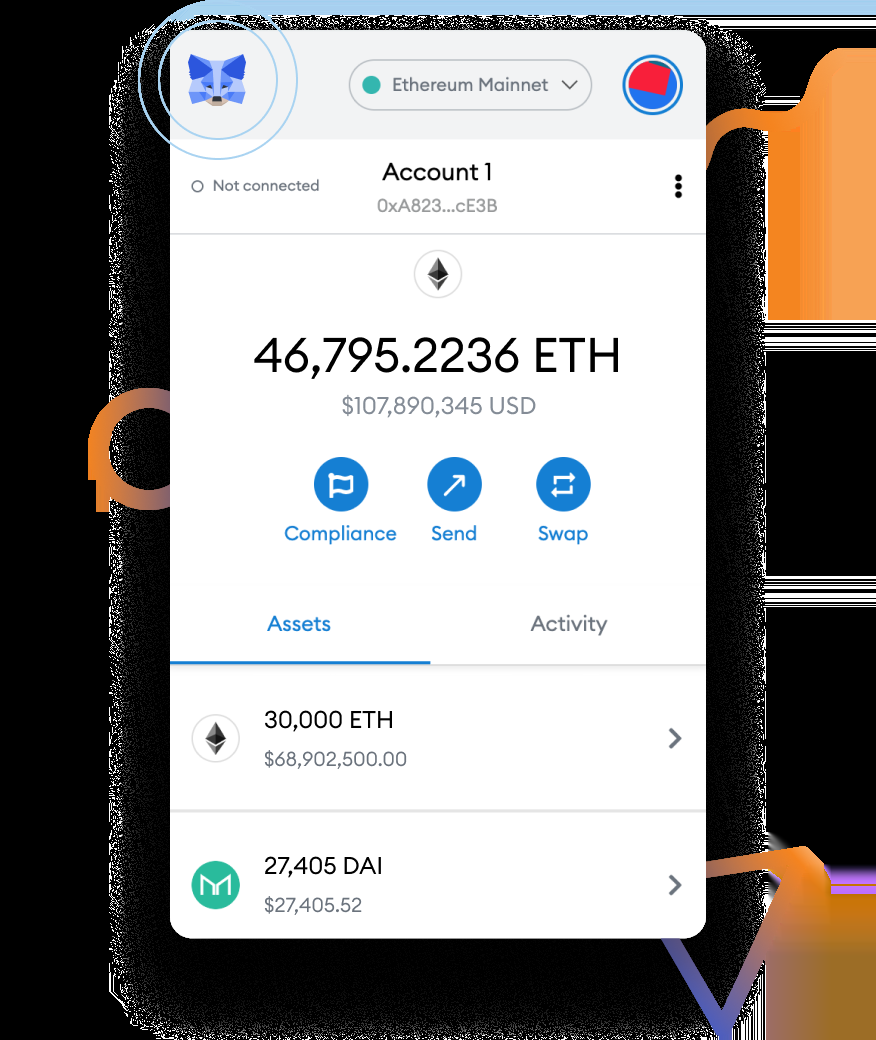 Ethereum Mainnet
Not connected
Account 1
0xA823...cE3B
46,795.2236 ETH
$107,890,345 USD
Compliance
Send
Swap
Assets
Activity
30,000 ETH
$68,902,500.00
27,405 DAI
$27,405.52